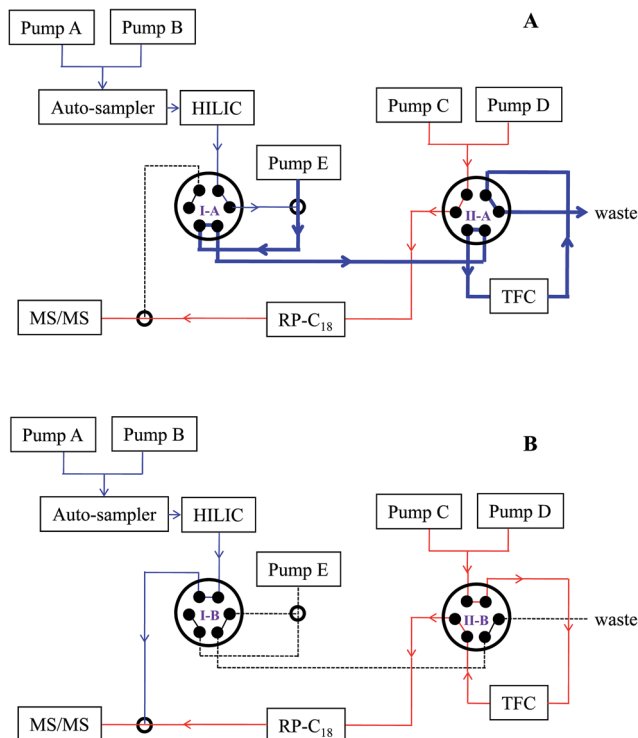 A
Pump A
Pump B
Auto-sampler
HILIC
Pump C
Pump D
Pump E
I-A
II-A
waste
TFC
MS/MS
RP-C₁₈
B
Pump A
Pump B
Auto-sampler
HILIC
Pump C
Pump D
Pump E
I-B
II-B
waste
TFC
MS/MS
RP-C₁₈